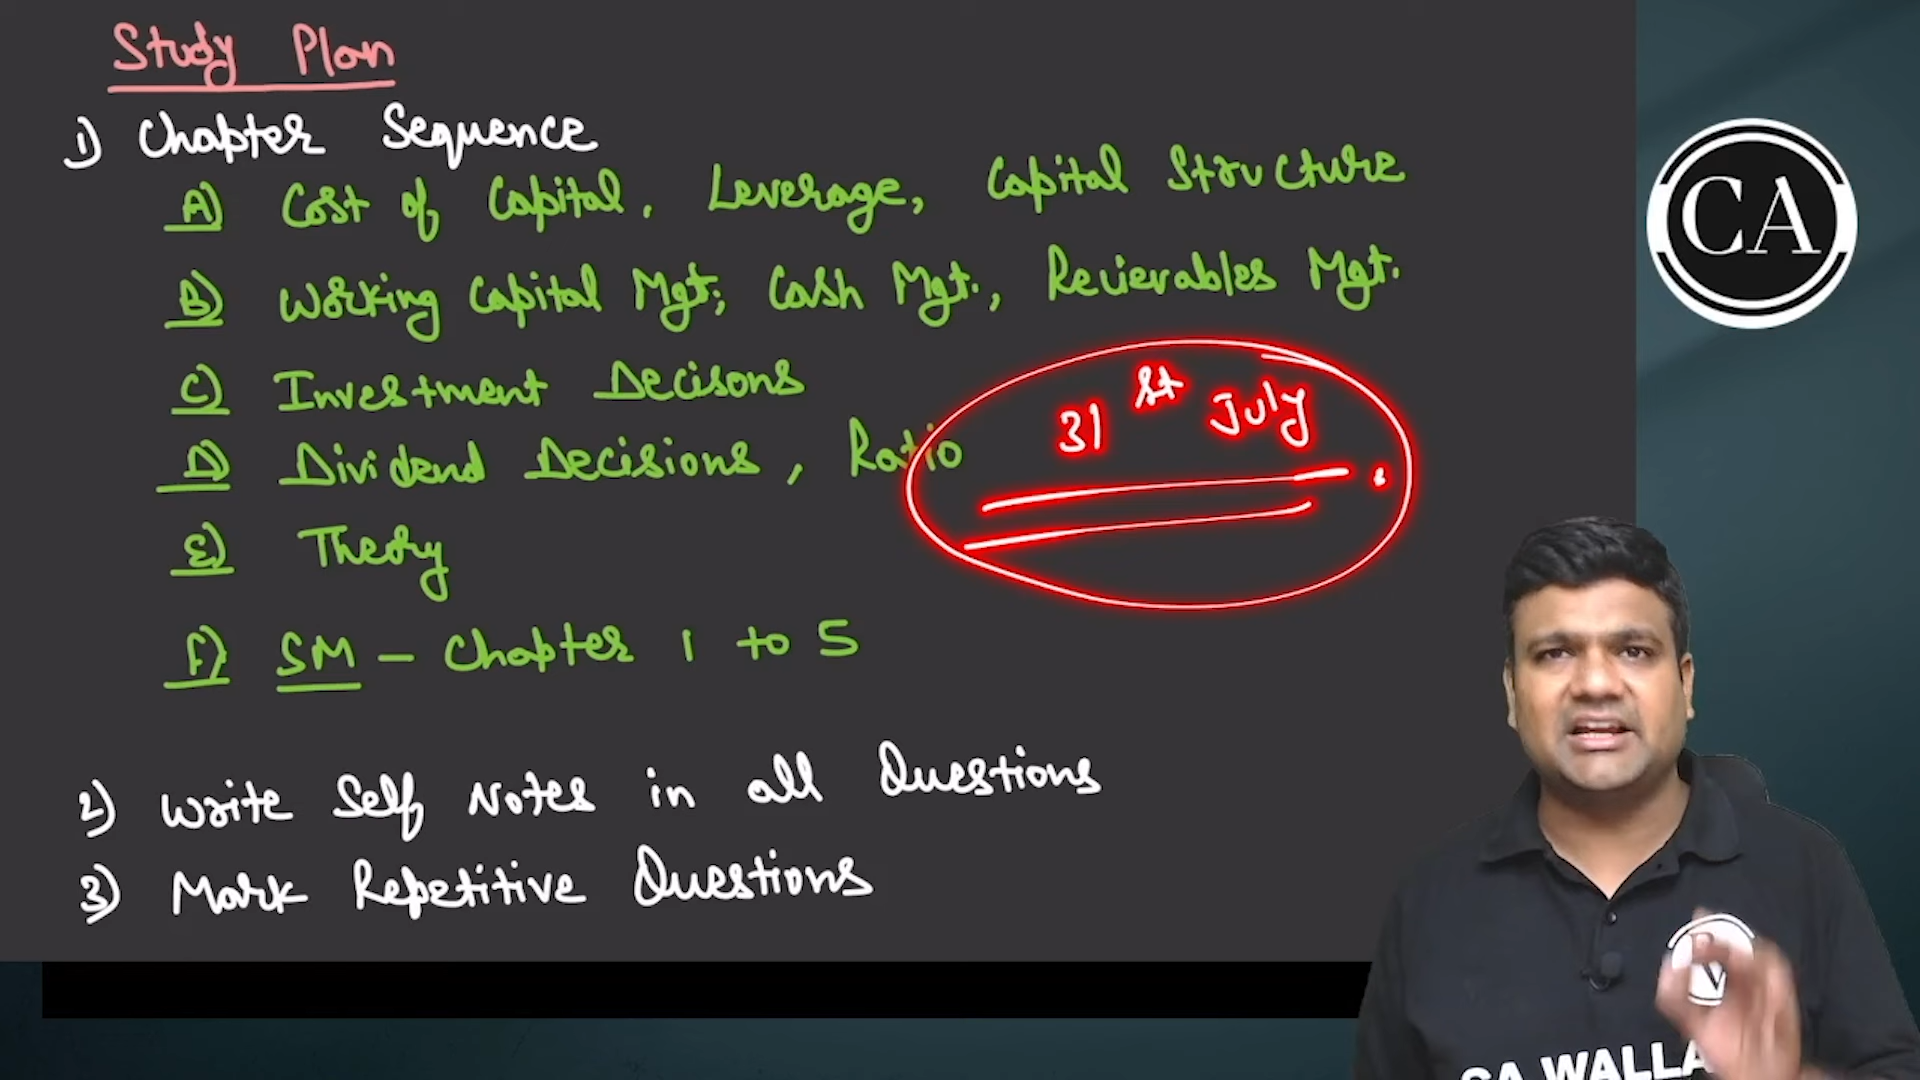 Study Plan
1) Chapter Sequence
A) Cost of Capital, Leverage, Capital Structure
B) Working Capital Mgt, Cash Mgt., Recievables Mgt.
C) Investment Decisons
D) Dividend Decisions, Ratio
31st July
E) Theory
F) SM - Chapter 1 to 5
2) Write Self Notes in all Questions
3) Mark Repetitive Questions
CA
CA WALLA